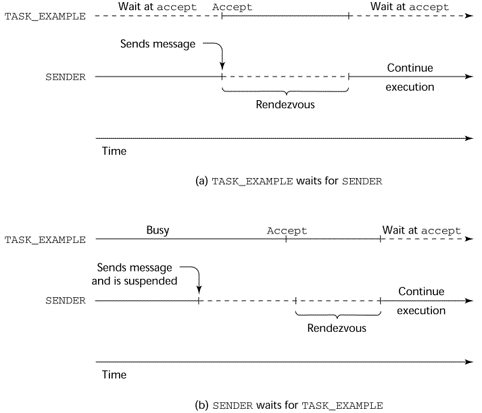 Wait at accept Accept Wait at accept
TASK_EXAMPLE
Sends message
Continue
SENDER
execution
Rendezvous
Time
(a) TASK_EXAMPLE waits for SENDER
Busy Accept Wait at accept
TASK_EXAMPLE
Sends message
and is suspended
Continue
SENDER
execution
Rendezvous
Time
(b) SENDER waits for TASK_EXAMPLE